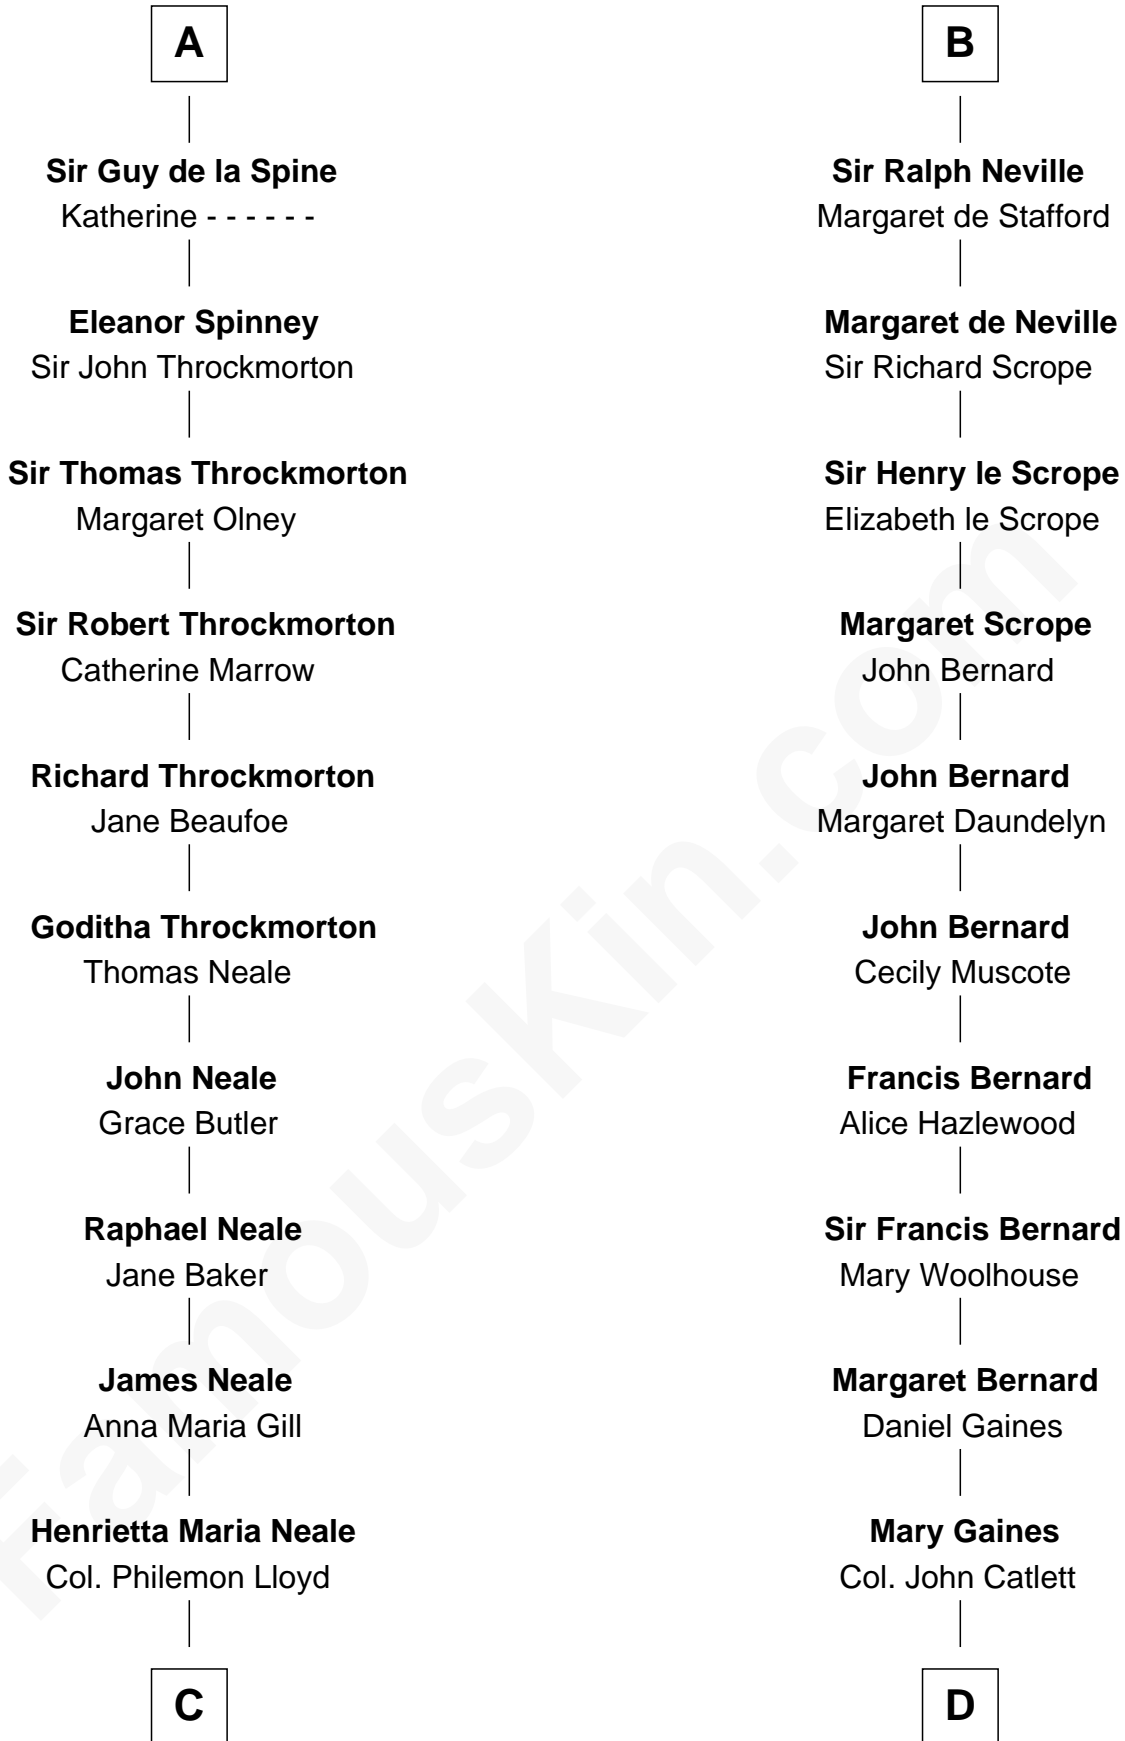 A
Sir Guy de la Spine
Katherine - - - - - -
Eleanor Spinney
Sir John Throckmorton
Sir Thomas Throckmorton
Margaret Olney
Sir Robert Throckmorton
Catherine Marrow
Richard Throckmorton
Jane Beaufoe
Goditha Throckmorton
Thomas Neale
John Neale
Grace Butler
Raphael Neale
Jane Baker
James Neale
Anna Maria Gill
Henrietta Maria Neale
Col. Philemon Lloyd
C
B
Sir Ralph Neville
Margaret de Stafford
Margaret de Neville
Sir Richard Scrope
Sir Henry le Scrope
Elizabeth le Scrope
Margaret Scrope
John Bernard
John Bernard
Margaret Daundelyn
John Bernard
Cecily Muscote
Francis Bernard
Alice Hazlewood
Sir Francis Bernard
Mary Woolhouse
Margaret Bernard
Daniel Gaines
Mary Gaines
Col. John Catlett
D
FamousKin.com